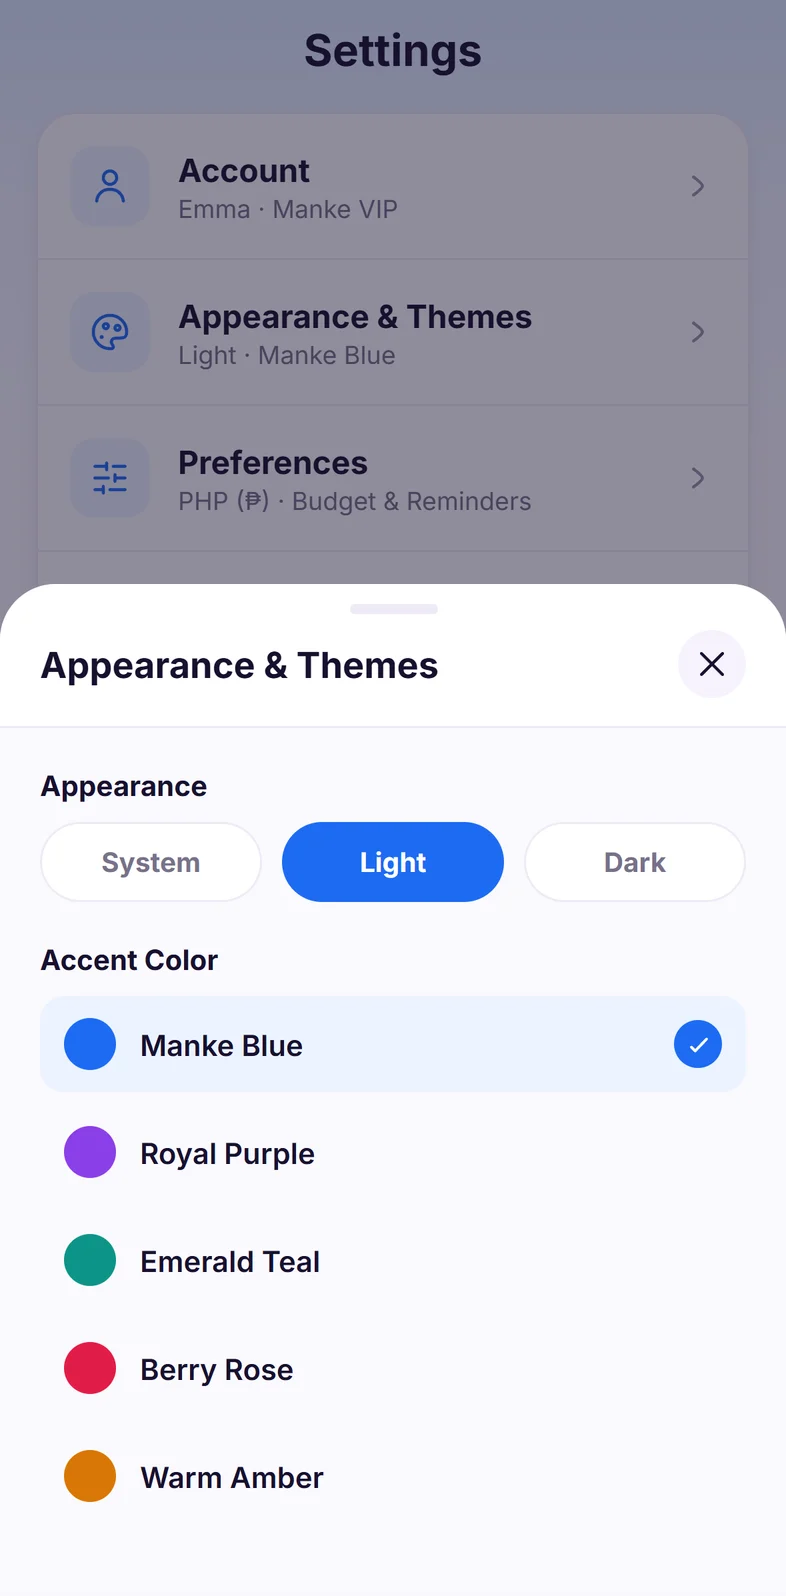 Settings
Account
Emma · Manke VIP
Appearance & Themes
Light · Manke Blue
Preferences
PHP (₱) · Budget & Reminders
Appearance & Themes
Appearance
System
Light
Dark
Accent Color
Manke Blue
Royal Purple
Emerald Teal
Berry Rose
Warm Amber